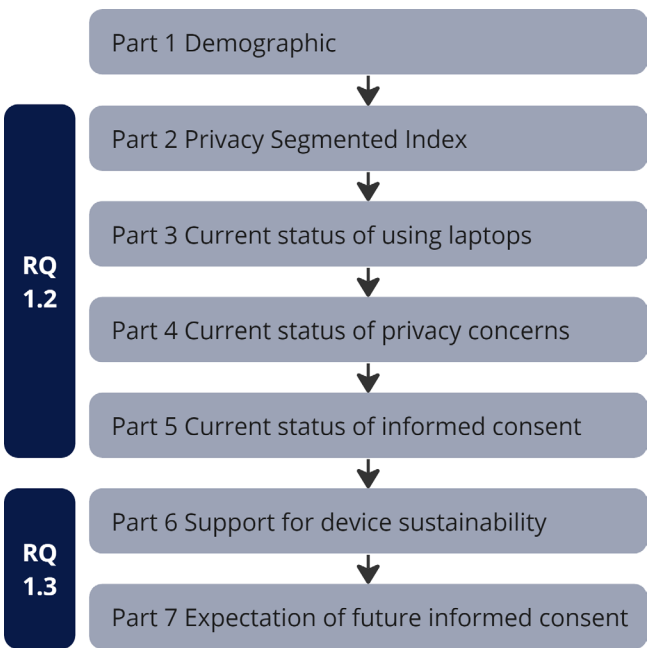 Part 1 Demographic
Part 2 Privacy Segmented Index
Part 3 Current status of using laptops
RQ
1.2
Part 4 Current status of privacy concerns
Part 5 Current status of informed consent
Part 6 Support for device sustainability
RQ
1.3
Part 7 Expectation of future informed consent